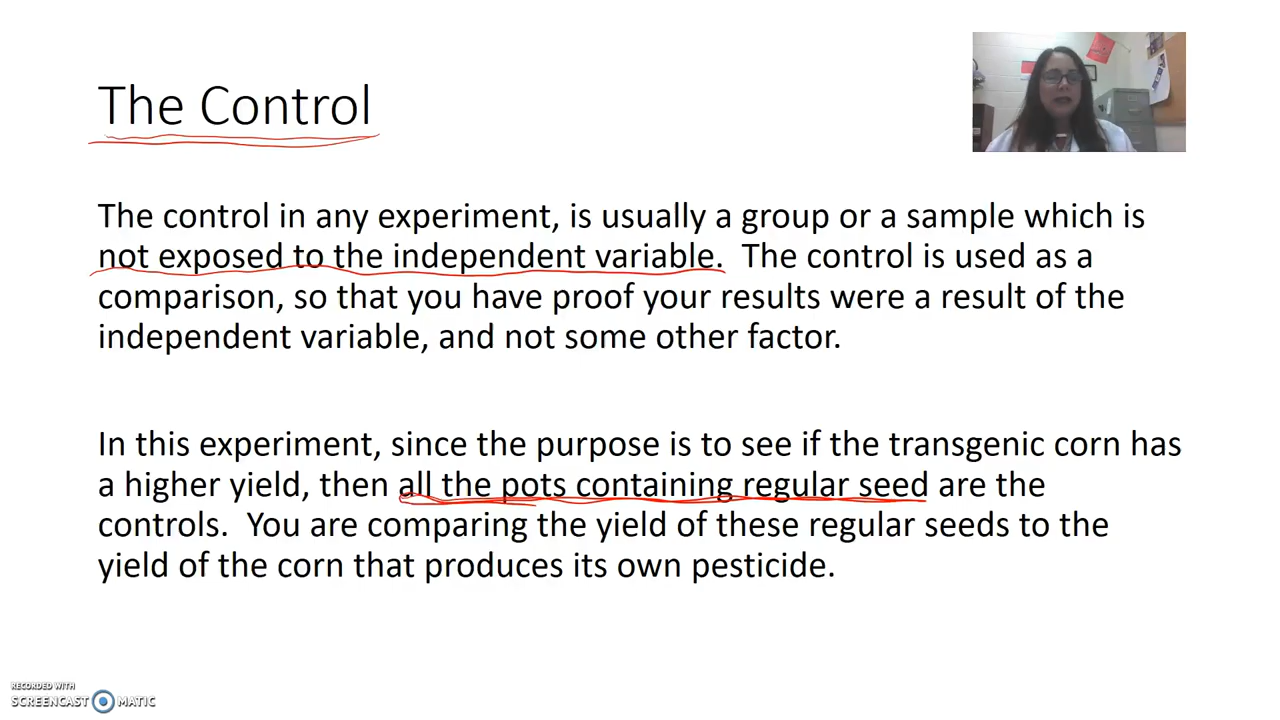 The Control
The control in any experiment, is usually a group or a sample which is
not exposed to the independent variable. The control is used as a
comparison, so that you have proof your results were a result of the
independent variable, and not some other factor.
In this experiment, since the purpose is to see if the transgenic corn has
a higher yield, then all the pots containing regular seed are the
controls. You are comparing the yield of these regular seeds to the
yield of the corn that produces its own pesticide.
RECORDED WITH
SCREENCAST MATIC